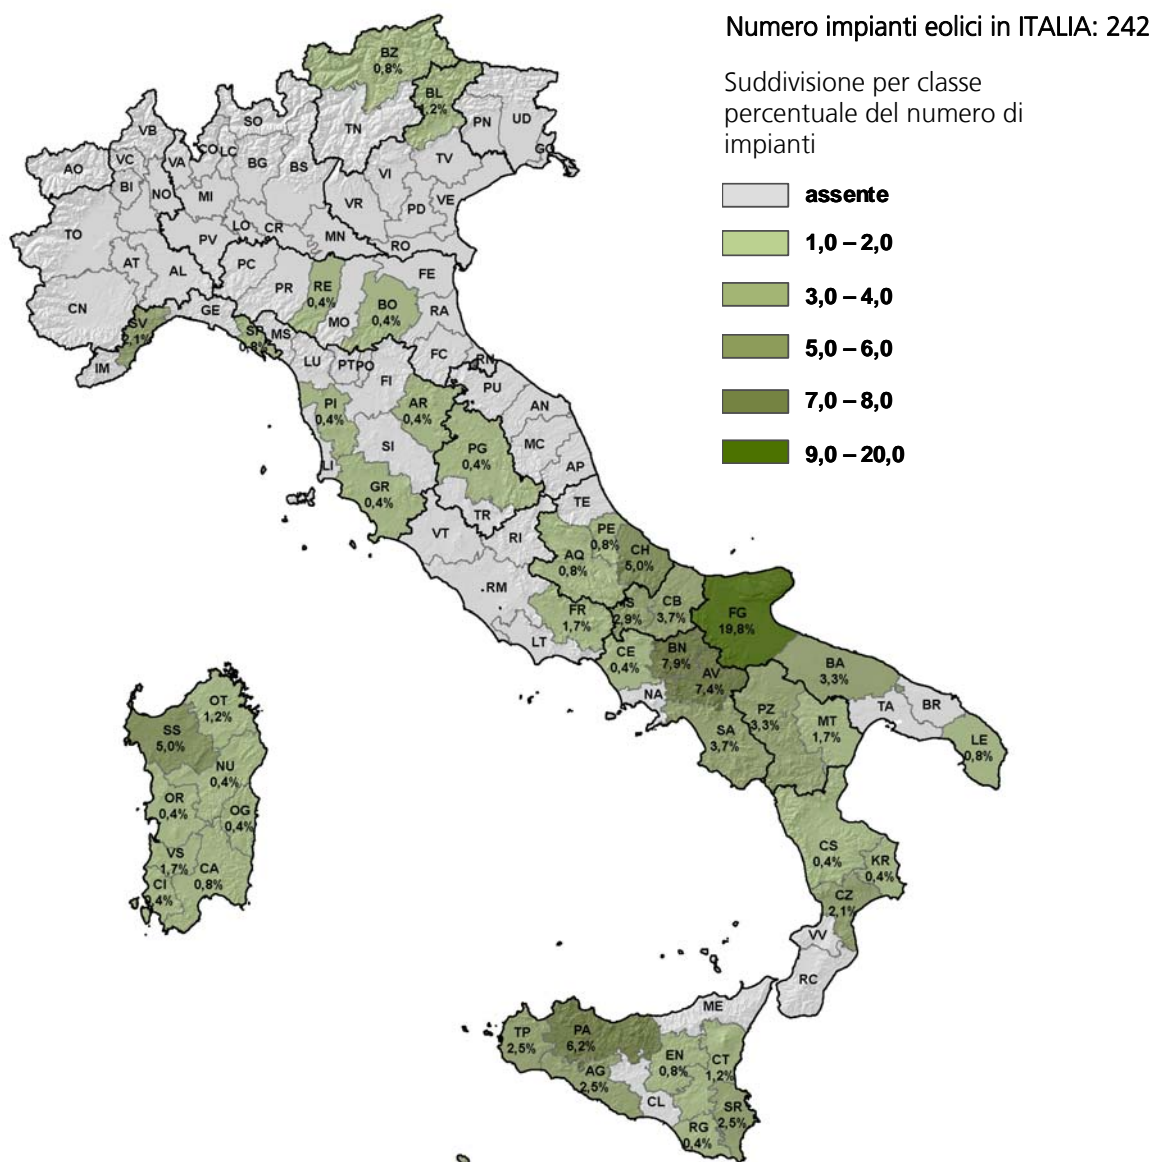 Numero impianti eolici in ITALIA: 242
Suddivisione per classe
percentuale del numero di
impianti
assente
1,0 – 2,0
3,0 – 4,0
5,0 – 6,0
7,0 – 8,0
9,0 – 20,0
BZ
0,8%
BL
1,2%
TN
PN
UD
GO
SO
VB
AO
VC
BI
NO
VA
CO
LC
BG
BS
MI
VI
TV
VR
PD
VE
TO
LO
CR
PV
MN
RO
AT
AL
PC
PR
RE
0,4%
MO
BO
0,4%
FE
RA
CN
GE
SV
2,1%
SP
0,8%
MS
IM
LU
PT
PO
FI
FC
RN
PU
AN
PI
0,4%
AR
0,4%
SI
LI
PG
0,4%
MC
AP
GR
0,4%
TR
VT
RI
TE
PE
0,8%
AQ
0,8%
CH
5,0%
RM
FR
1,7%
LT
IS
2,9%
CB
3,7%
FG
19,8%
CE
0,4%
BN
7,9%
AV
7,4%
NA
SA
3,7%
BA
3,3%
PZ
3,3%
MT
1,7%
TA
BR
LE
0,8%
OT
1,2%
SS
5,0%
NU
0,4%
OR
0,4%
OG
0,4%
VS
1,7%
CA
0,8%
CI
CS
0,4%
KR
0,4%
CZ
2,1%
VV
RC
ME
TP
2,5%
PA
6,2%
AG
2,5%
EN
0,8%
CT
1,2%
CL
SR
2,5%
RG
0,4%